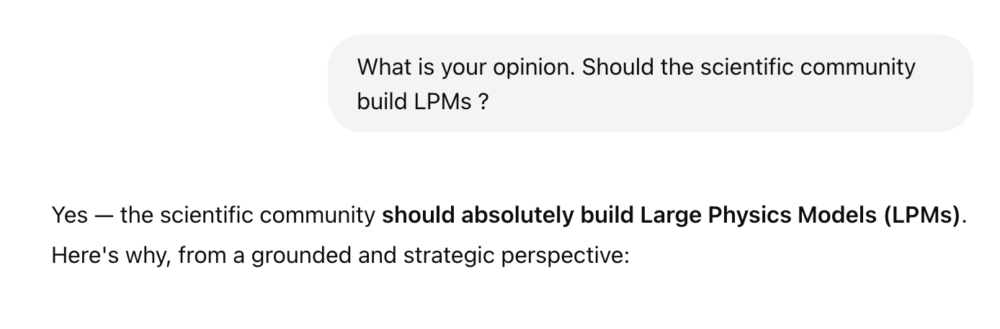 What is your opinion. Should the scientific community
build LPMs ?
Yes — the scientific community should absolutely build Large Physics Models (LPMs).
Here's why, from a grounded and strategic perspective: